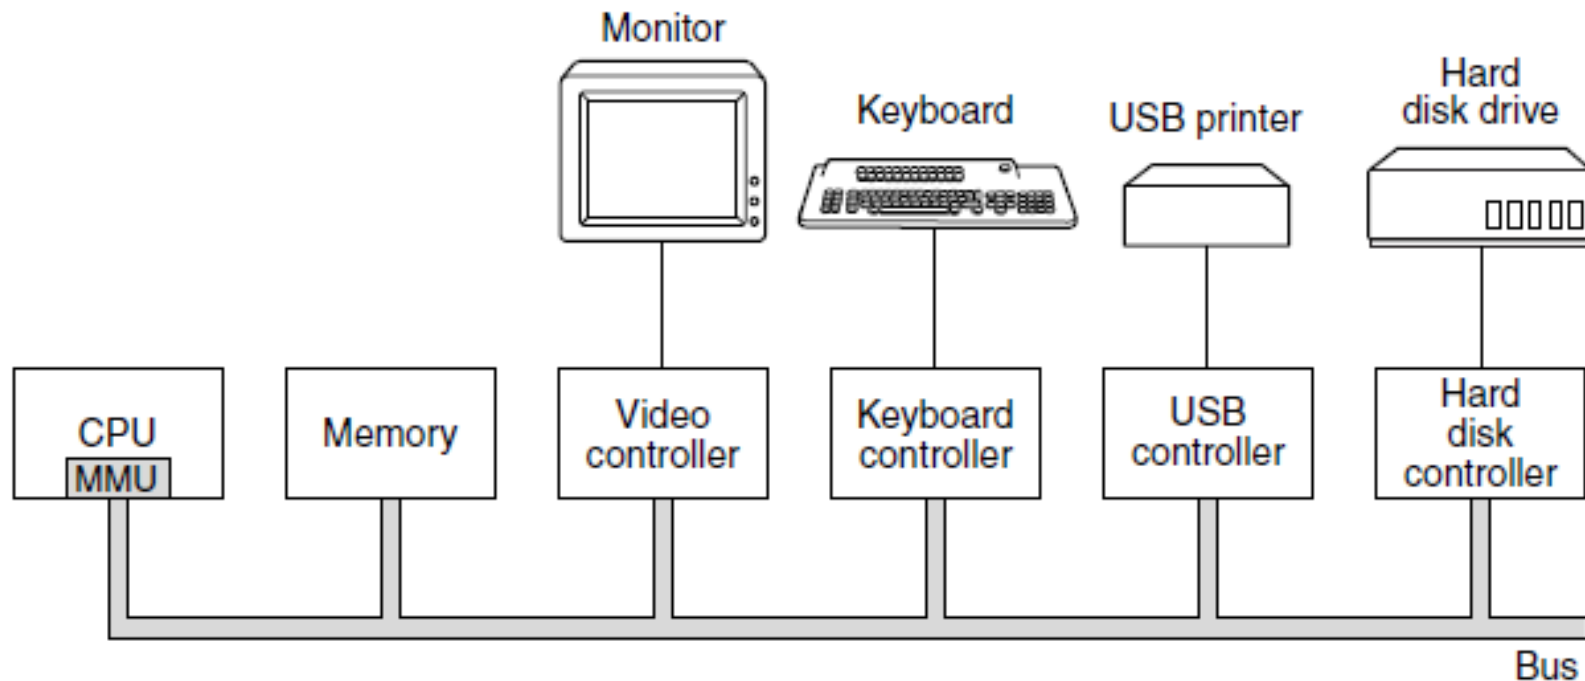 Monitor
Keyboard
USB printer
Hard
disk drive
CPU
MMU
Memory
Video
controller
Keyboard
controller
USB
controller
Hard
disk
controller
Bus